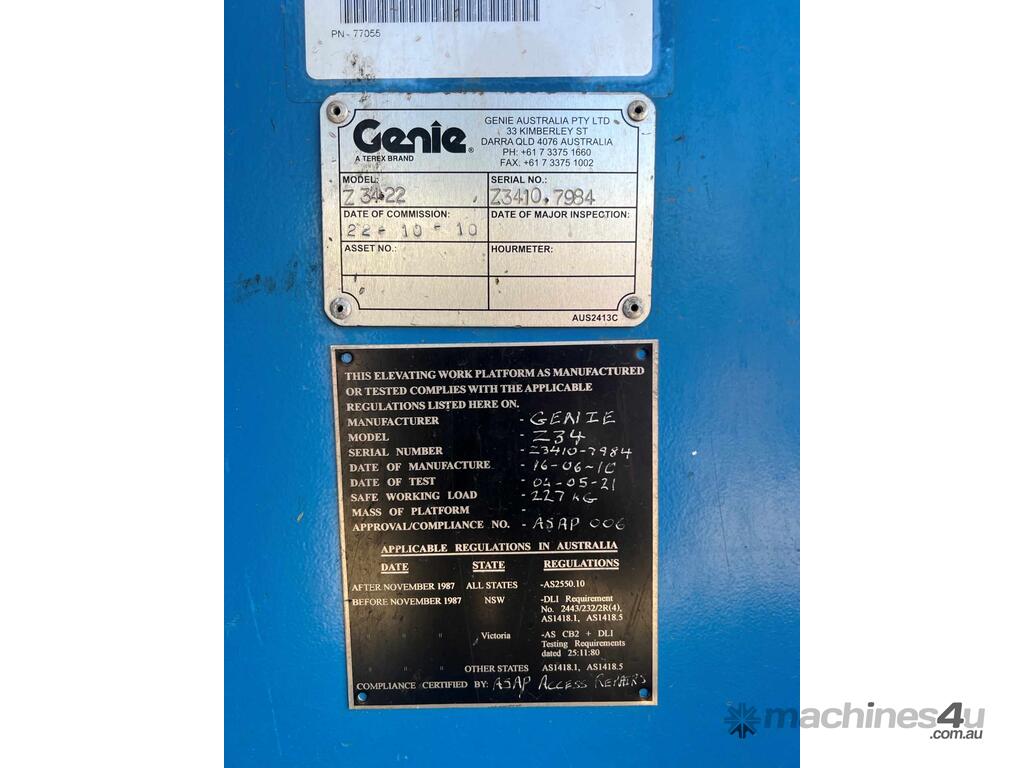 PN - 77055
Genie®
A TEREX BRAND
GENIE AUSTRALIA PTY LTD
33 KIMBERLEY ST
DARRA QLD 4076 AUSTRALIA
PH: +61 7 3375 1660
FAX: +61 7 3375 1002
MODEL: SERIAL NO.:
Z 34.22 Z3410.7984
DATE OF COMMISSION: DATE OF MAJOR INSPECTION:
22- 10 - 10
ASSET NO.: HOURMETER:
AUS2413C
THIS ELEVATING WORK PLATFORM AS MANUFACTURED
OR TESTED COMPLIES WITH THE APPLICABLE
REGULATIONS LISTED HERE ON.
MANUFACTURER - GENIE
MODEL - Z34
SERIAL NUMBER - Z3410-7984
DATE OF MANUFACTURE - 16-06-10
DATE OF TEST - -05-21
SAFE WORKING LOAD - 227 KG
MASS OF PLATFORM -
APPROVAL/COMPLIANCE NO. - ASAP 006
APPLICABLE REGULATIONS IN AUSTRALIA
DATE STATE REGULATIONS
AFTER NOVEMBER 1987 ALL STATES -AS2550.10
BEFORE NOVEMBER 1987 NSW -DLI Requirement
No. 2443/232/2R(4),
AS1418.1, AS1418.5
" " " Victoria -AS CB2 + DLI
Testing Requirements
dated 25:11:80
" " " OTHER STATES AS1418.1, AS1418.5
COMPLIANCE CERTIFIED BY: ASAP ACCESS REPAIRS
machines4u
.com.au